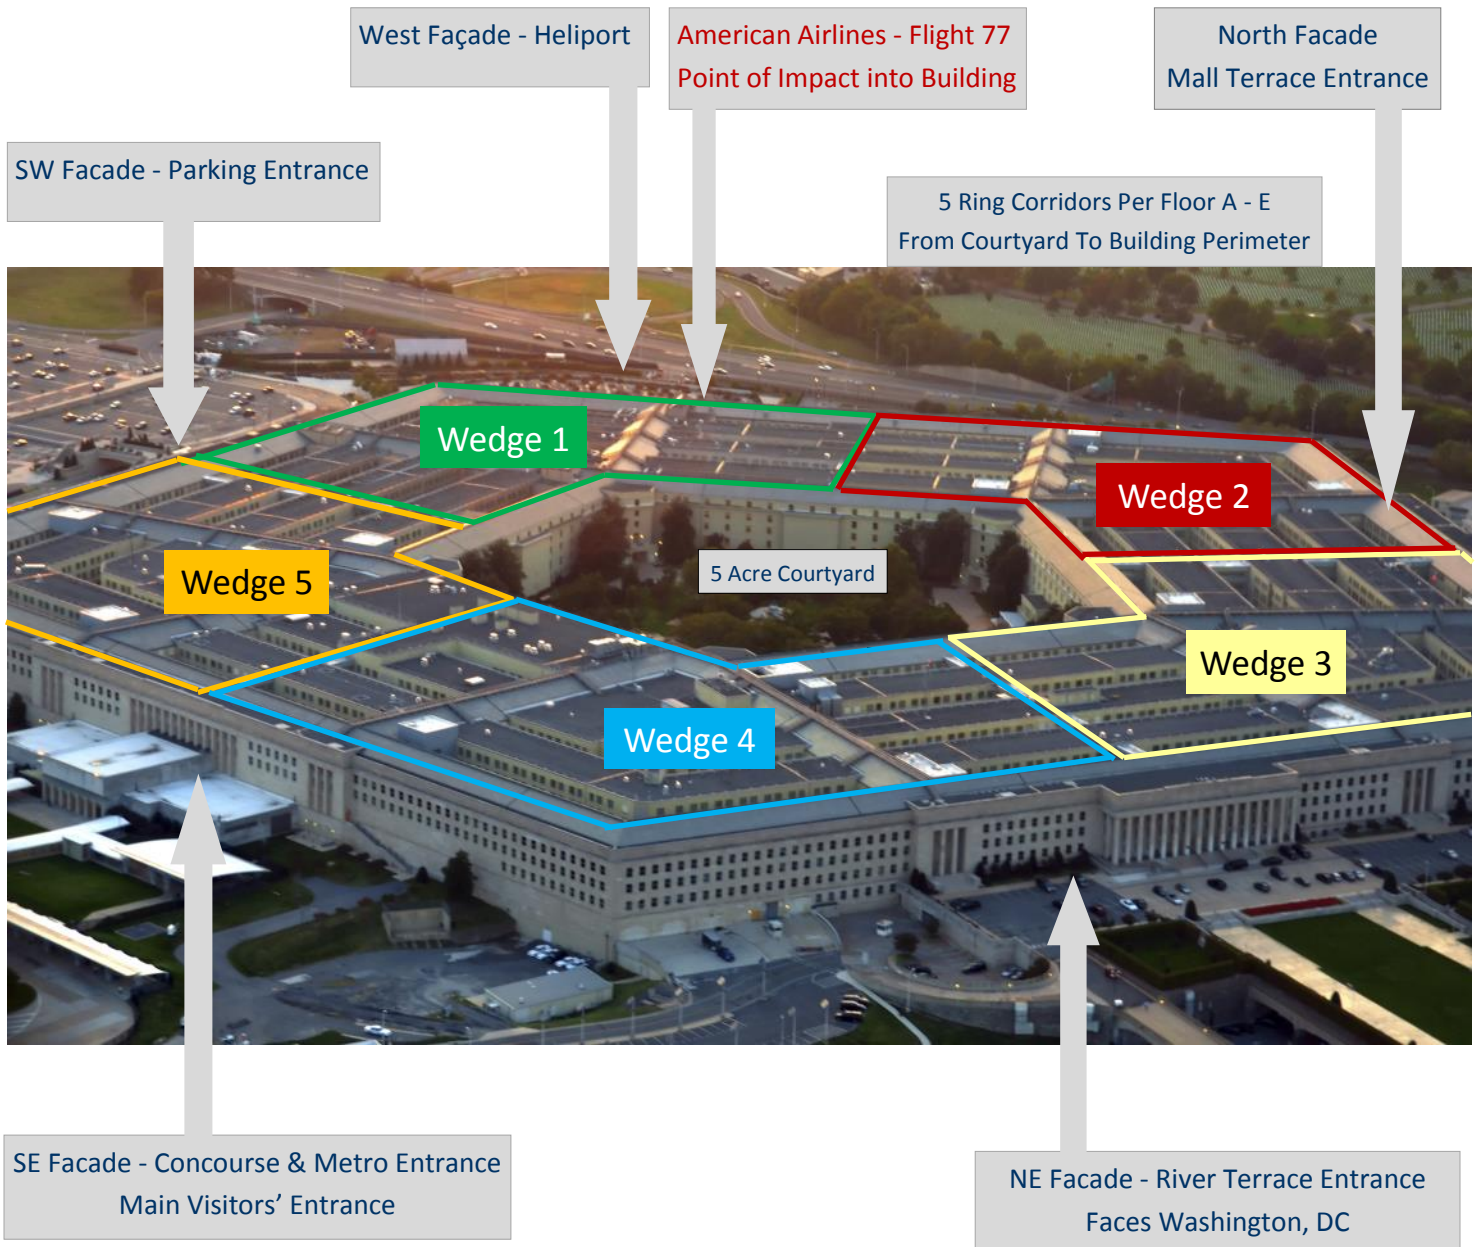 West Façade - Heliport
American Airlines - Flight 77
Point of Impact into Building
North Facade
Mall Terrace Entrance
SW Facade - Parking Entrance
5 Ring Corridors Per Floor A - E
From Courtyard To Building Perimeter
Wedge 1
Wedge 2
5 Acre Courtyard
Wedge 5
Wedge 3
Wedge 4
SE Facade - Concourse & Metro Entrance
Main Visitors’ Entrance
NE Facade - River Terrace Entrance
Faces Washington, DC